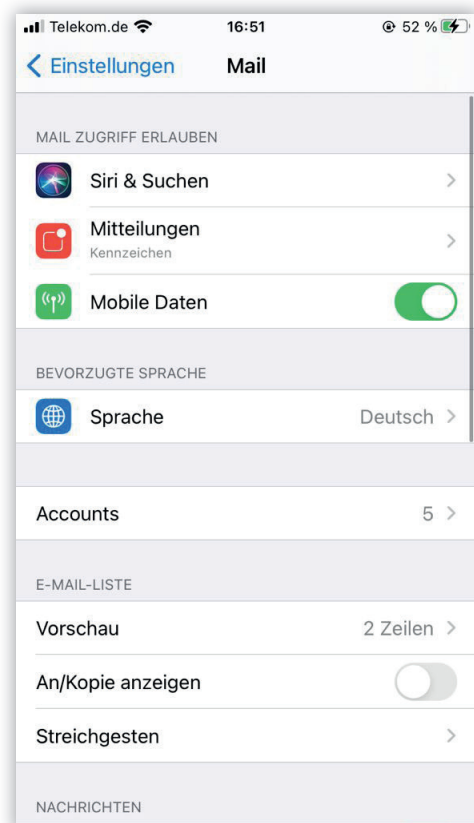 Telekom.de 16:51 52 %
Einstellungen Mail
MAIL ZUGRIFF ERLAUBEN
Siri & Suchen
Mitteilungen
Kennzeichen
Mobile Daten
BEVORZUGTE SPRACHE
Sprache Deutsch
Accounts 5
E-MAIL-LISTE
Vorschau 2 Zeilen
An/Kopie anzeigen
Streichgesten
NACHRICHTEN